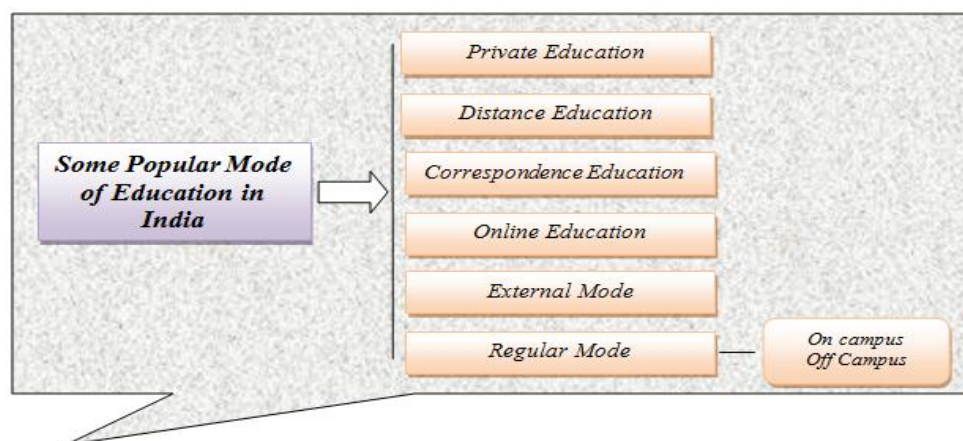 Some Popular Mode
of Education in
India
Private Education
Distance Education
Correspondence Education
Online Education
External Mode
Regular Mode
On campus
Off Campus